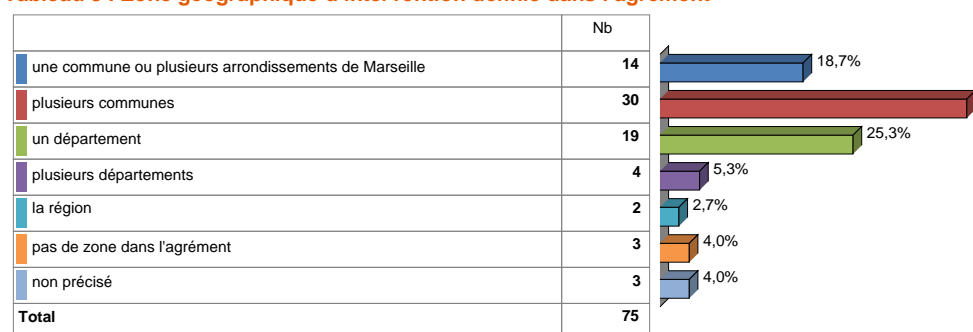 Nb
une commune ou plusieurs arrondissements de Marseille 14 18,7%
plusieurs communes 30
un département 19 25,3%
plusieurs départements 4 5,3%
la région 2 2,7%
pas de zone dans l'agrément 3 4,0%
non précisé 3 4,0%
Total 75